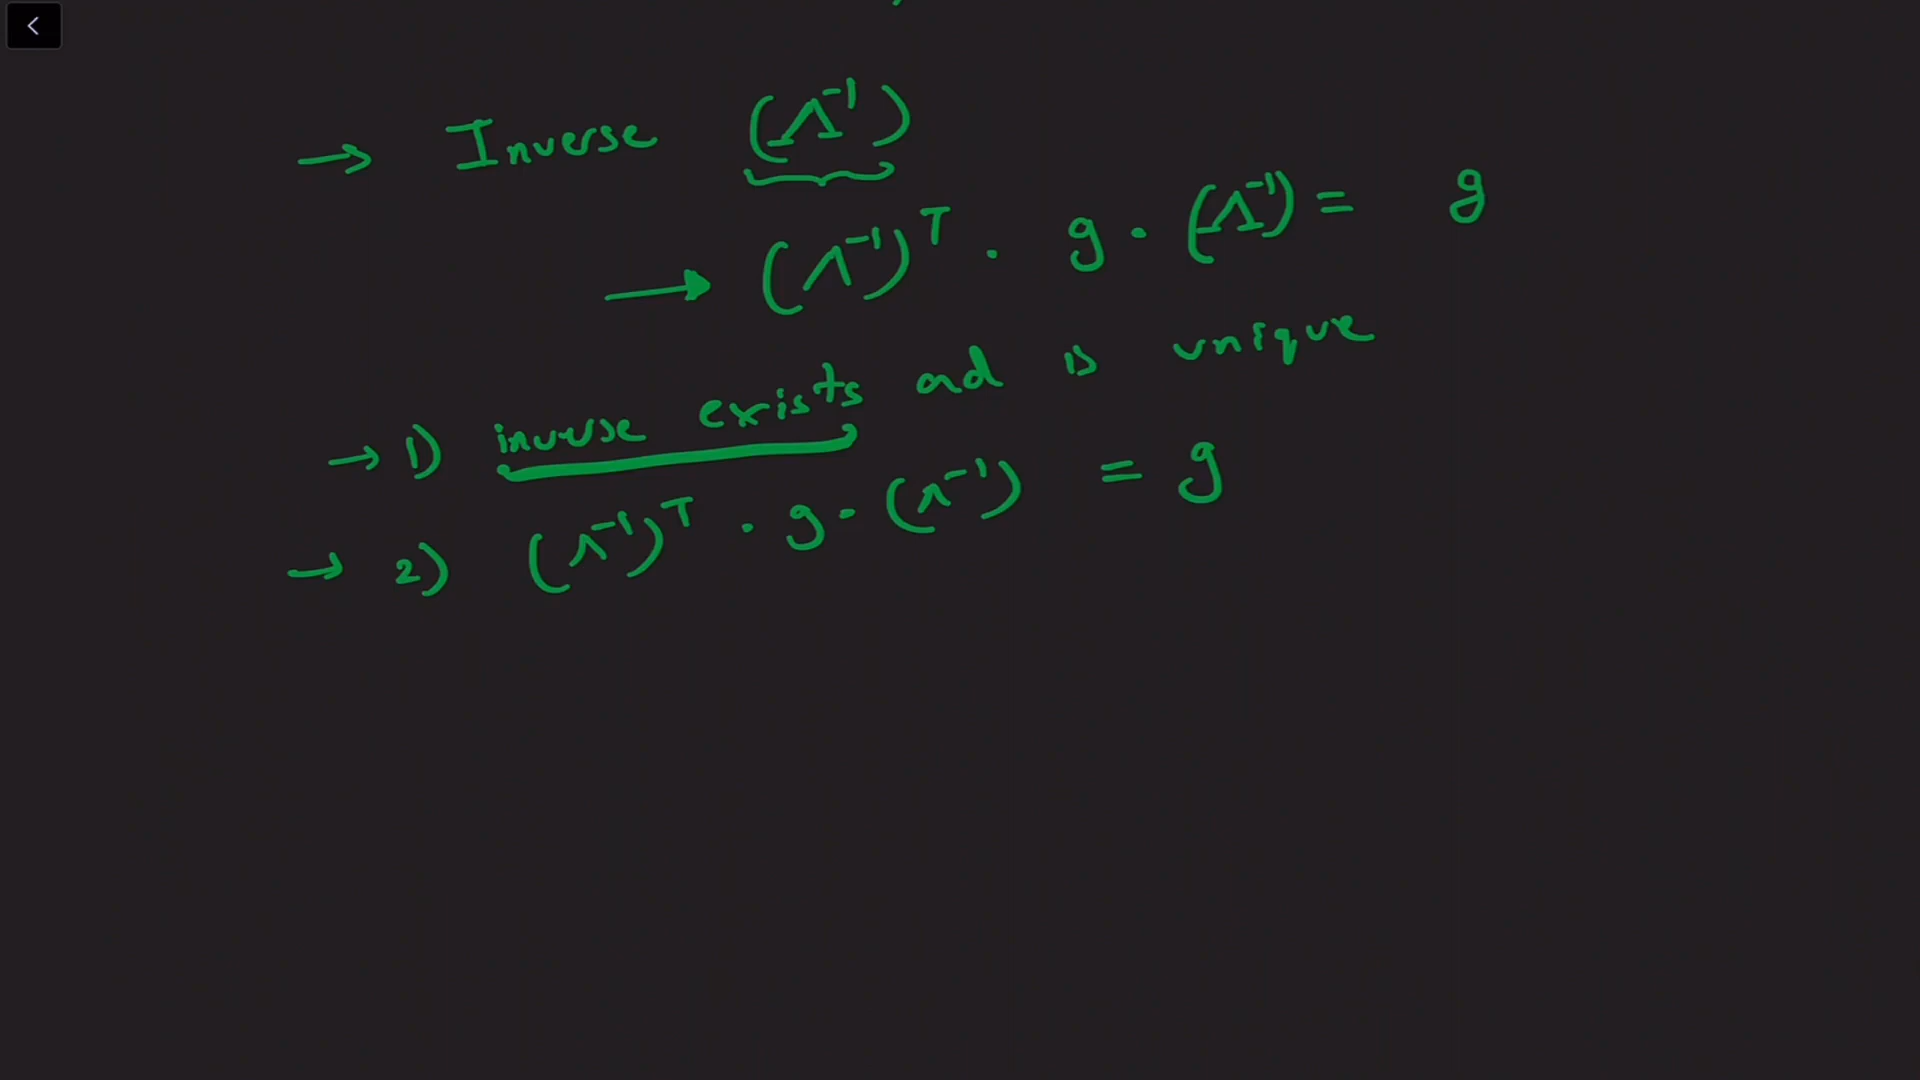 → Inverse (Λ⁻¹)
→ (Λ⁻¹)ᵀ · g · (Λ⁻¹) = g
→ 1) inverse exists and is unique
→ 2) (Λ⁻¹)ᵀ · g · (Λ⁻¹) = g